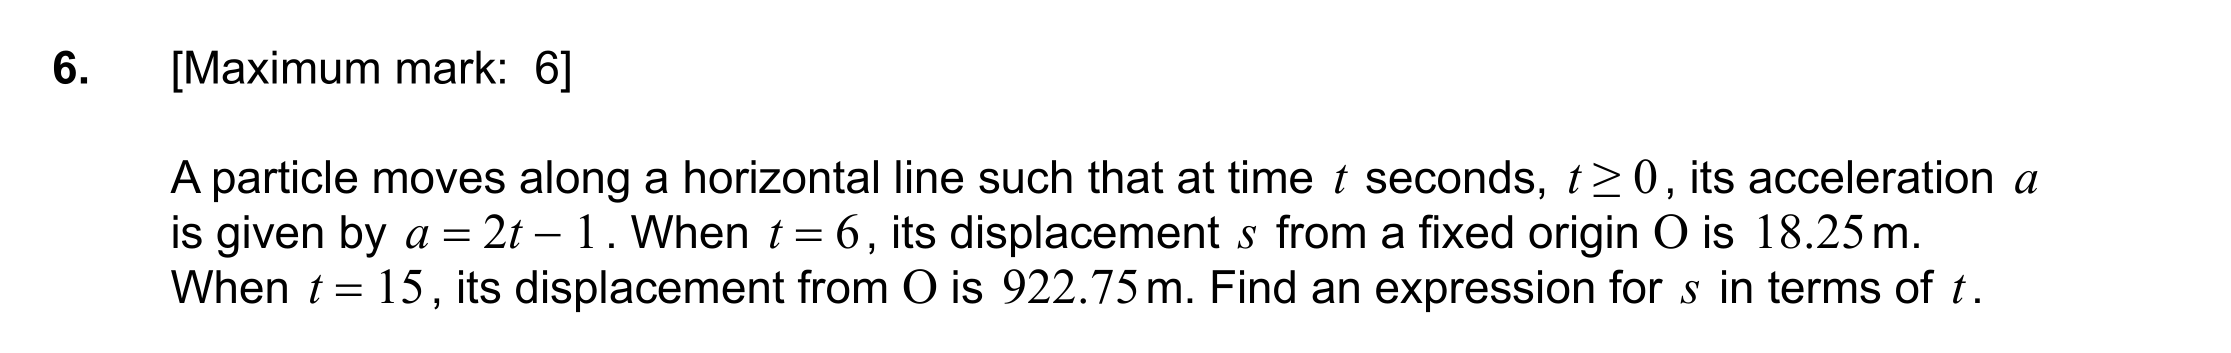 6. [Maximum mark: 6]
A particle moves along a horizontal line such that at time t seconds, t ≥ 0, its acceleration a
is given by a = 2t − 1. When t = 6, its displacement s from a fixed origin O is 18.25 m.
When t = 15, its displacement from O is 922.75 m. Find an expression for s in terms of t.